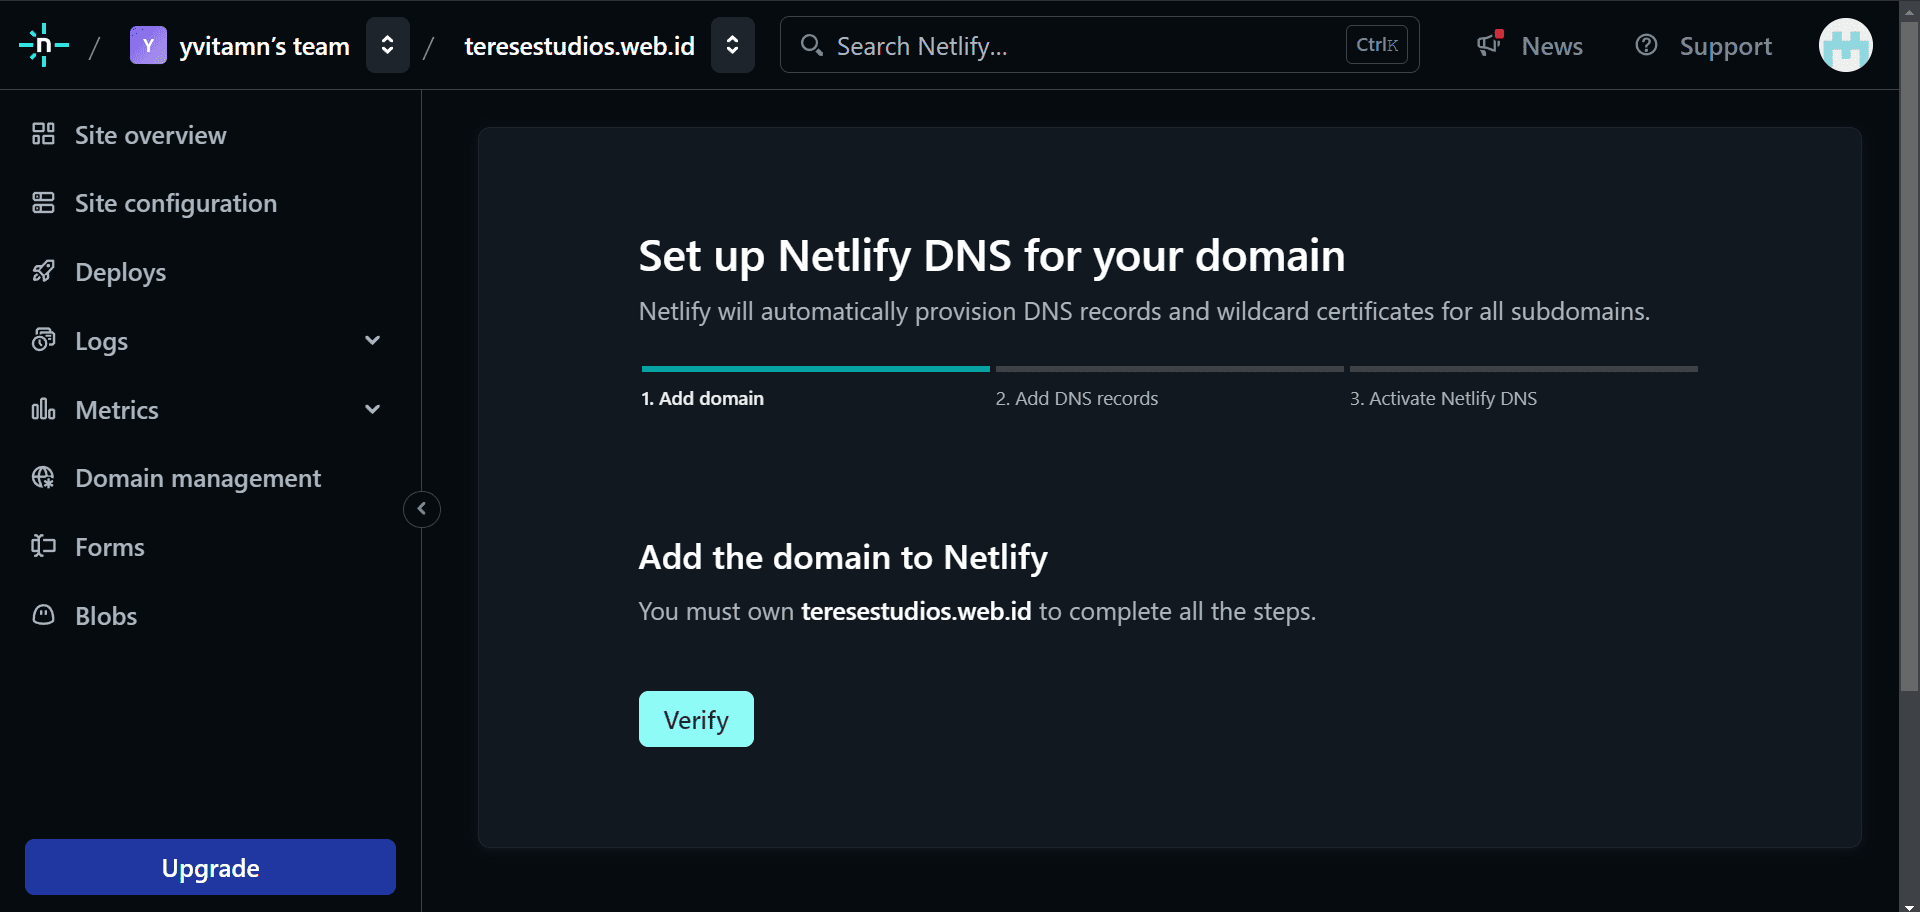 n / Y yvitamn’s team / teresestudios.web.id Search Netlify... CtrlK News Support
Site overview
Site configuration
Deploys
Logs
Metrics
Domain management
Forms
Blobs
Upgrade
Set up Netlify DNS for your domain
Netlify will automatically provision DNS records and wildcard certificates for all subdomains.
1. Add domain 2. Add DNS records 3. Activate Netlify DNS
Add the domain to Netlify
You must own teresestudios.web.id to complete all the steps.
Verify